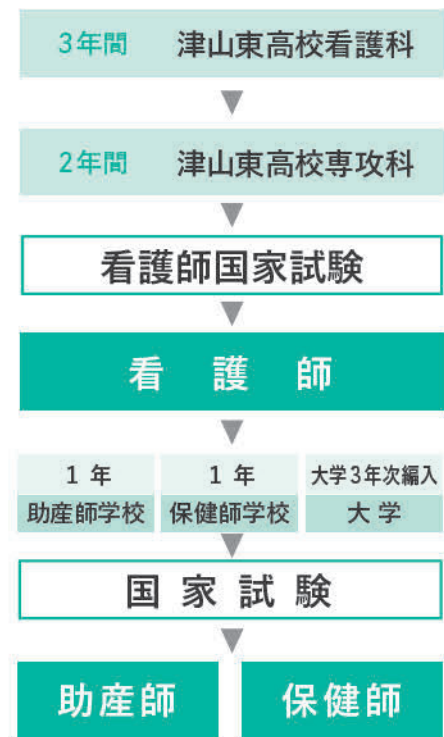 3年間 津山東高校看護科
2年間 津山東高校専攻科
看護師国家試験
看護師
1年 1年 大学3年次編入
助産師学校 保健師学校 大学
国家試験
助産師 保健師